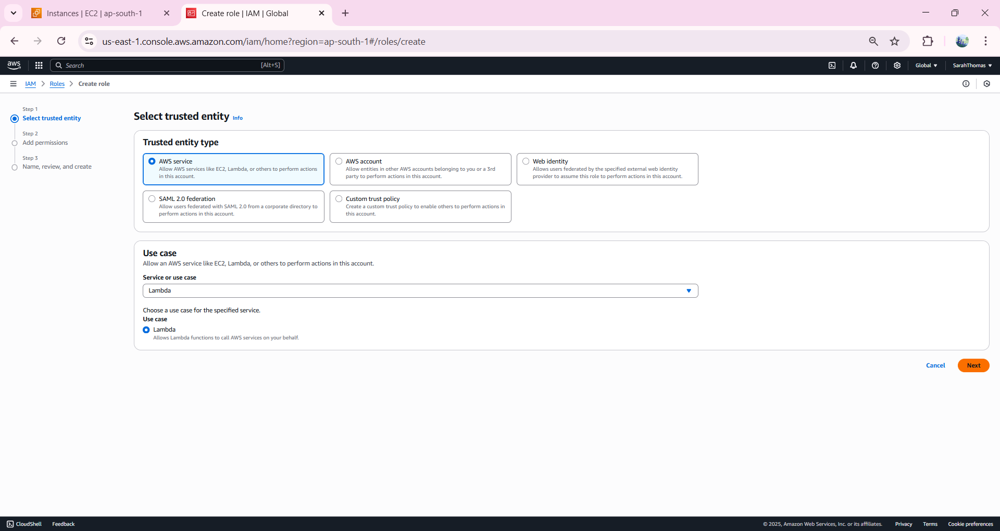 Instances | EC2 | ap-south-1
Create role | IAM | Global
us-east-1.console.aws.amazon.com/iam/home?region=ap-south-1#/roles/create
aws
Search
[Alt+S]
Global
SarahThomas
IAM
Roles
Create role
Step 1
Select trusted entity
Step 2
Add permissions
Step 3
Name, review, and create
Select trusted entity Info
Trusted entity type
AWS service
Allow AWS services like EC2, Lambda, or others to perform actions
in this account.
AWS account
Allow entities in other AWS accounts belonging to you or a 3rd
party to perform actions in this account.
Web identity
Allows users federated by the specified external web identity
provider to assume this role to perform actions in this account.
SAML 2.0 federation
Allow users federated with SAML 2.0 from a corporate directory to
perform actions in this account.
Custom trust policy
Create a custom trust policy to enable others to perform actions in
this account.
Use case
Allow an AWS service like EC2, Lambda, or others to perform actions in this account.
Service or use case
Lambda
Choose a use case for the specified service.
Use case
Lambda
Allows Lambda functions to call AWS services on your behalf.
Cancel
Next
CloudShell
Feedback
© 2025, Amazon Web Services, Inc. or its affiliates.
Privacy
Terms
Cookie preferences